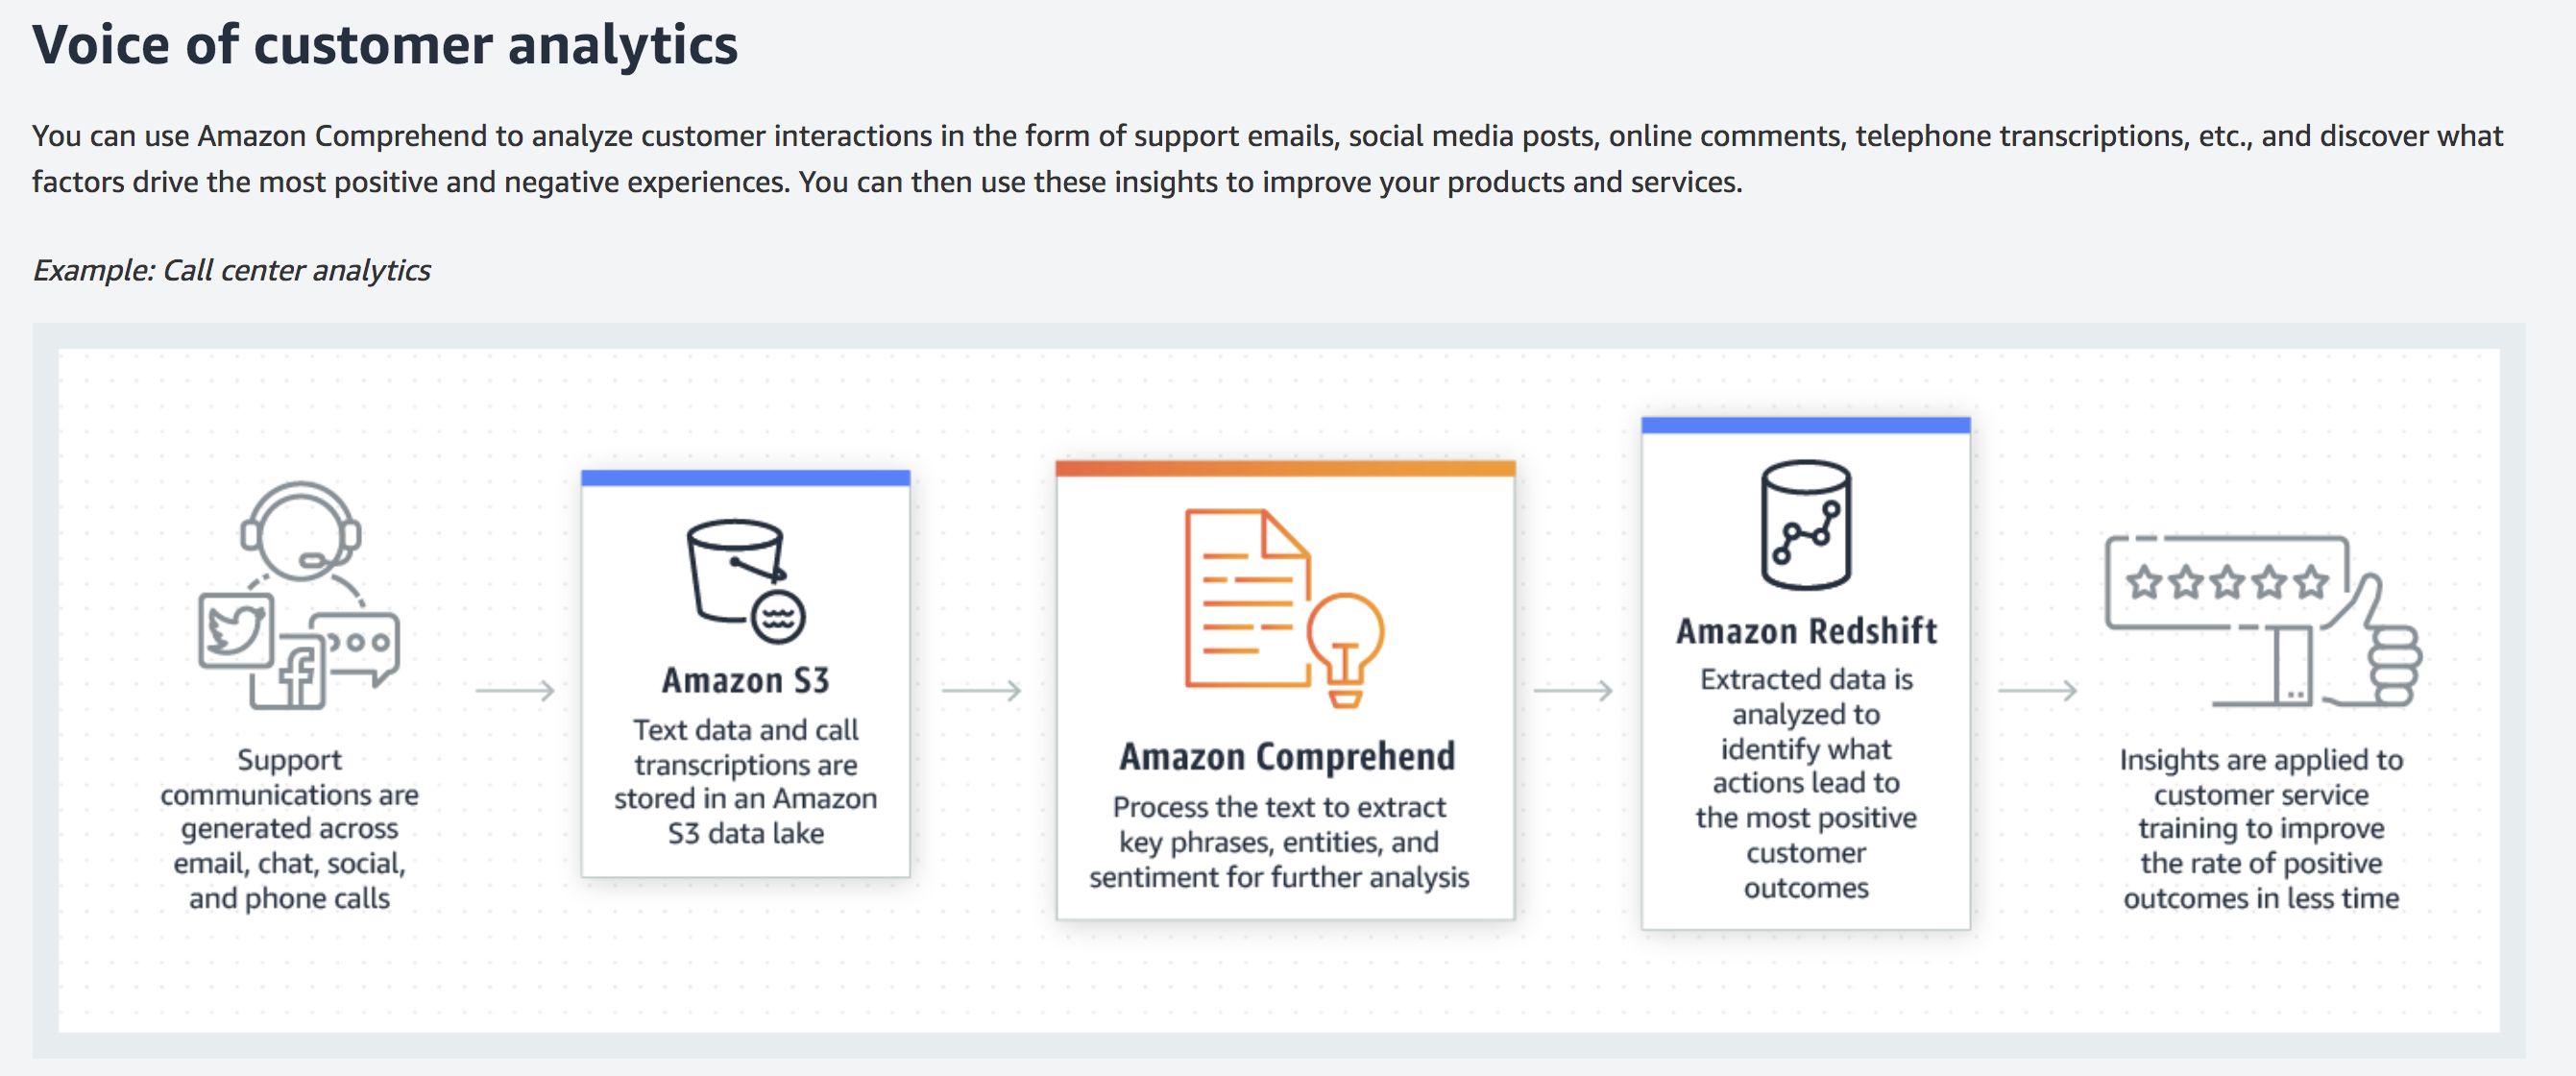 Voice of customer analytics
You can use Amazon Comprehend to analyze customer interactions in the form of support emails, social media posts, online comments, telephone transcriptions, etc., and discover what
factors drive the most positive and negative experiences. You can then use these insights to improve your products and services.
Example: Call center analytics
Support
communications are
generated across
email, chat, social,
and phone calls
Amazon S3
Text data and call
transcriptions are
stored in an Amazon
S3 data lake
Amazon Comprehend
Process the text to extract
key phrases, entities, and
sentiment for further analysis
Amazon Redshift
Extracted data is
analyzed to
identify what
actions lead to
the most positive
customer
outcomes
Insights are applied to
customer service
training to improve
the rate of positive
outcomes in less time